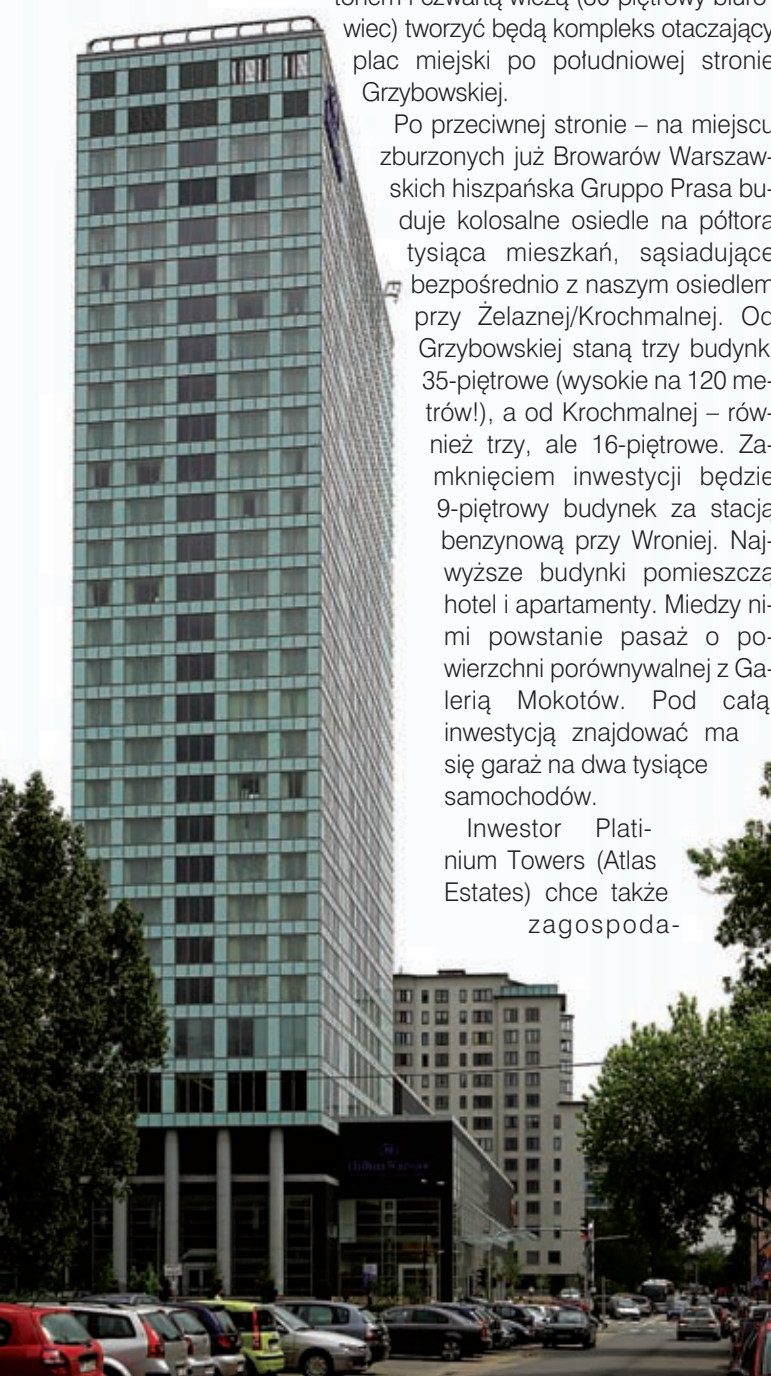 wiec) tworzyć będą kompleks otaczający
plac miejski po południowej stronie
Grzybowskiej.
Po przeciwnej stronie – na miejscu
zburzonych już Browarów Warszaw-
skich hiszpańska Gruppo Prasa bu-
duje kolosalne osiedle na półtora
tysiąca mieszkań, sąsiadujące
bezpośrednio z naszym osiedlem
przy Żelaznej/Krochmalnej. Od
Grzybowskiej staną trzy budynki
35-piętrowe (wysokie na 120 me-
trów!), a od Krochmalnej – rów-
nież trzy, ale 16-piętrowe. Za-
mknięciem inwestycji będzie
9-piętrowy budynek za stacją
benzynową przy Wroniej. Naj-
wyższe budynki pomieszczą
hotel i apartamenty. Miedzy ni-
mi powstanie pasaż o po-
wierzchni porównywalnej z Ga-
lerią Mokotów. Pod całą
inwestycją znajdować ma
się garaż na dwa tysiące
samochodów.
Inwestor Plati-
nium Towers (Atlas
Estates) chce także
zagospoda-
Hilton Warsaw